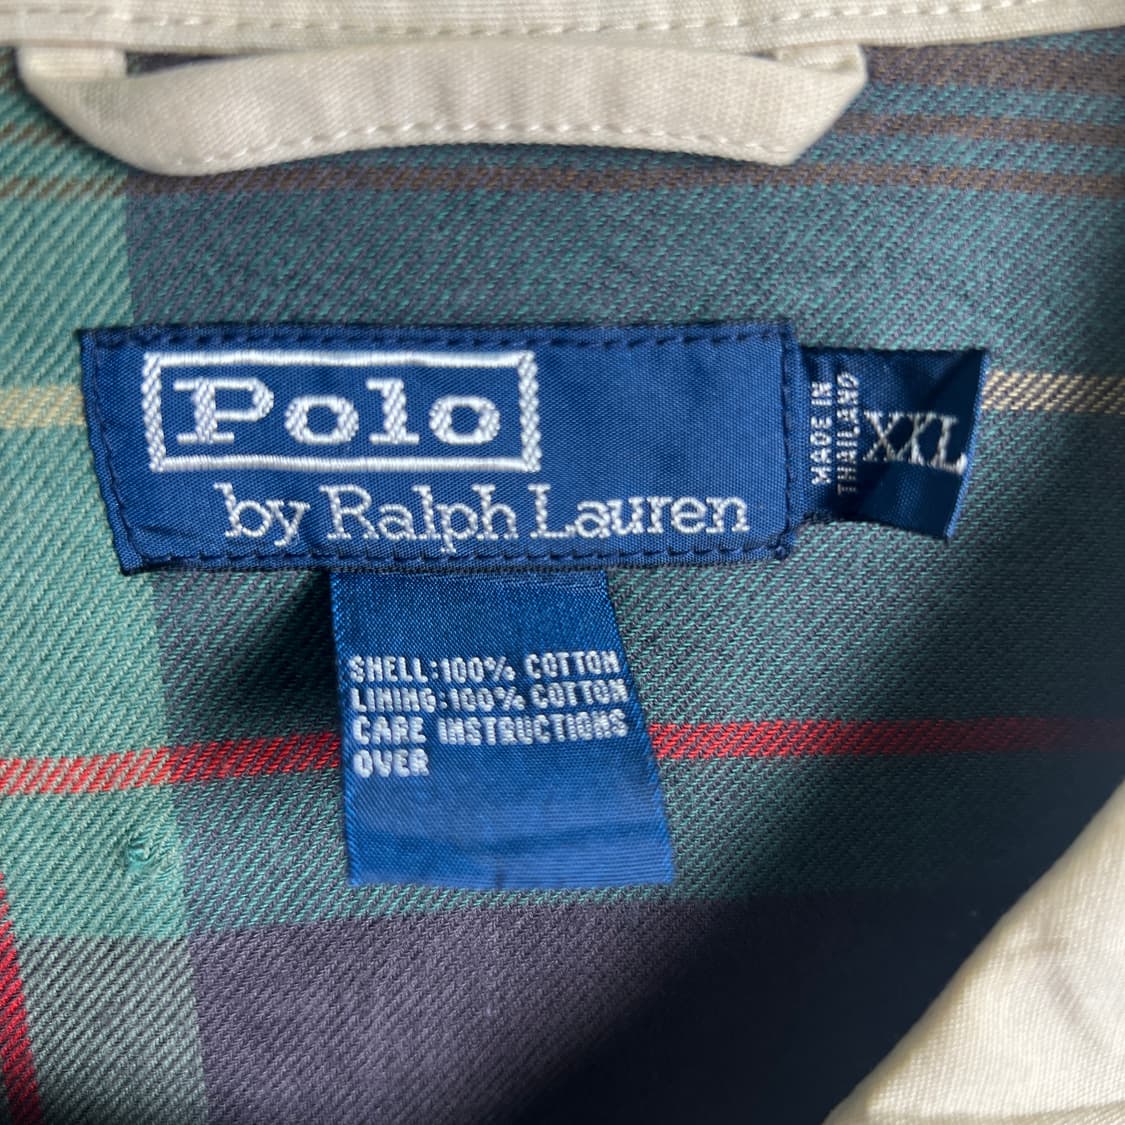 Polo
by Ralph Lauren
MADE IN
THAILAND
XXL
SHELL:100% COTTON
LINING:100% COTTON
CARE INSTRUCTIONS
OVER